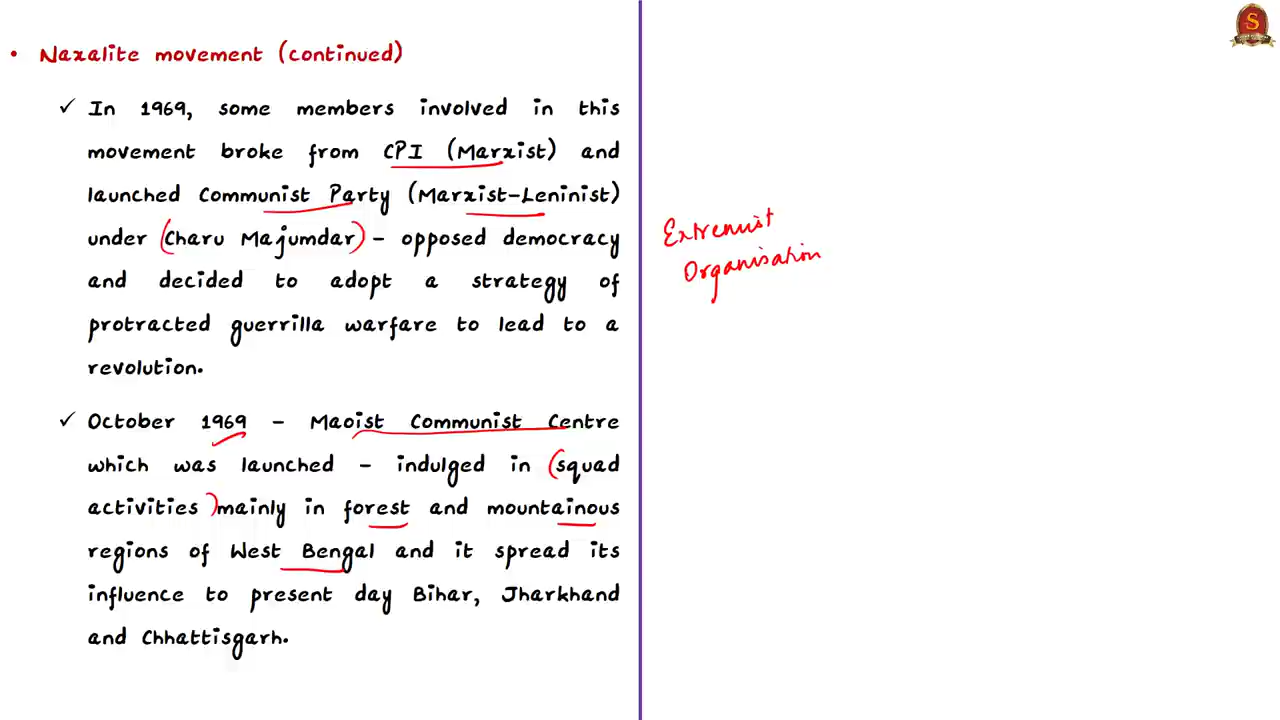 • Naxalite movement (continued)
✓ In 1969, some members involved in this
movement broke from CPI (Marxist) and
launched Communist Party (Marxist-Leninist)
under (Charu Majumdar) - opposed democracy
and decided to adopt a strategy of
protracted guerrilla warfare to lead to a
revolution.
✓ October 1969 - Maoist Communist Centre
which was launched - indulged in (squad
activities) mainly in forest and mountainous
regions of West Bengal and it spread its
influence to present day Bihar, Jharkhand
and Chhattisgarh.
Extremist
Organisation
S